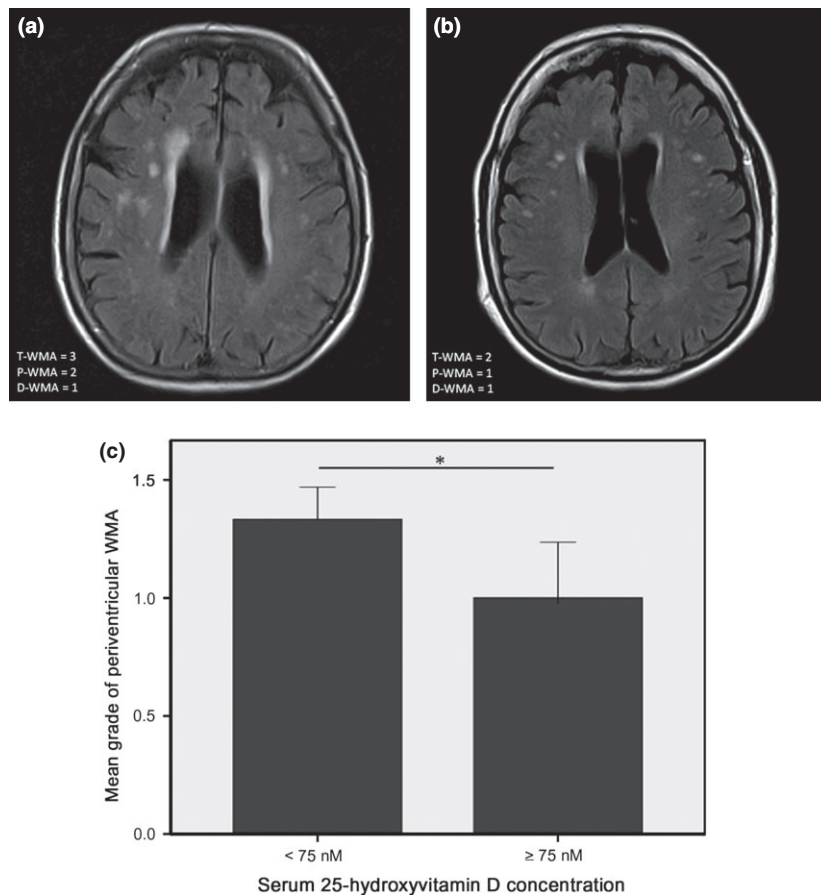 (a)
T-WMA = 3
P-WMA = 2
D-WMA = 1
(b)
T-WMA = 2
P-WMA = 1
D-WMA = 1
(c)
*
Mean grade of periventricular WMA
1.5
1.0
0.5
0.0
< 75 nM
≥ 75 nM
Serum 25-hydroxyvitamin D concentration